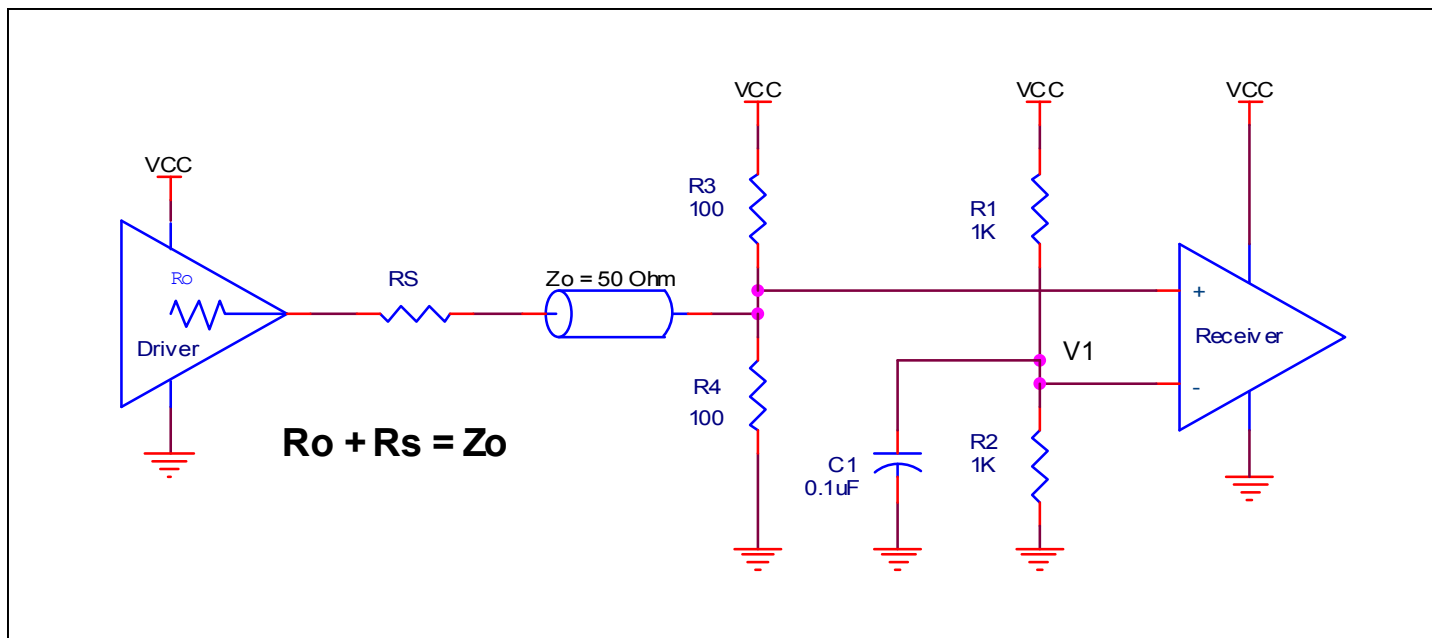 VCC
VCC
VCC
VCC
R3
100
R1
1K
Ro
RS
Zo = 50 Ohm
+
Driver
Receiver
V1
R4
100
-
Ro + Rs = Zo
C1
0.1uF
R2
1K